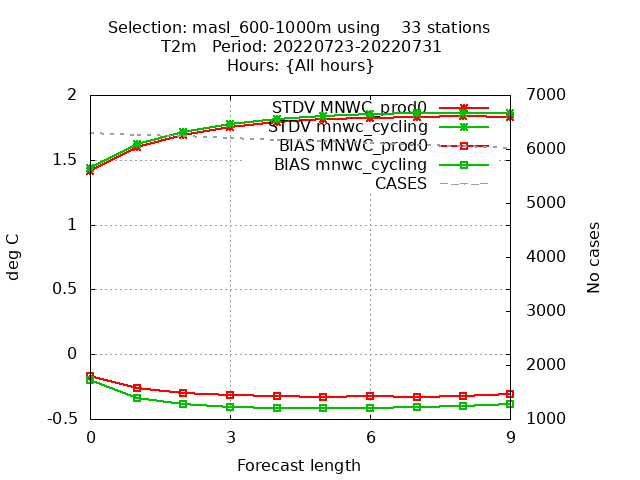 Selection: masl_600-1000m using    33 stations
T2m   Period: 20220723-20220731
Hours: {All hours}
STDV MNWC_prod0
STDV mnwc_cycling
BIAS MNWC_prod0
BIAS mnwc_cycling
CASES
2
1.5
1
0.5
0
-0.5
deg C
7000
6000
5000
4000
3000
2000
1000
No cases
0 3 6 9
Forecast length